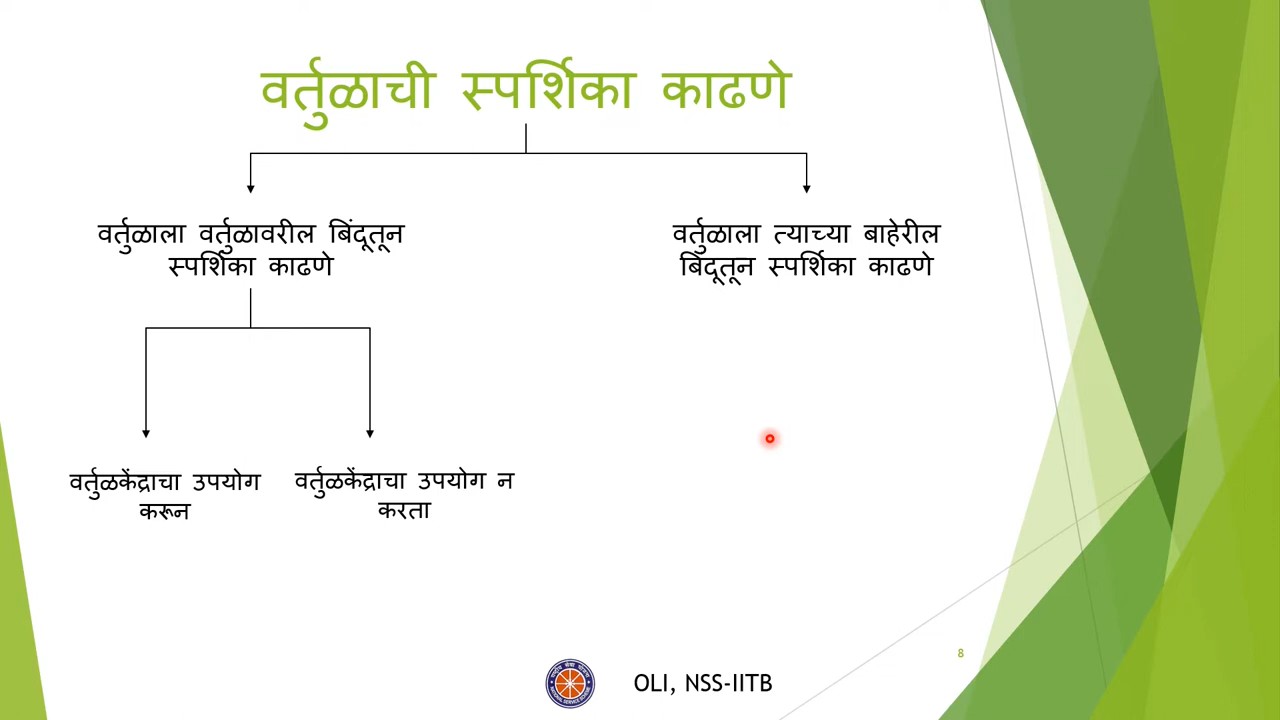 वर्तुळाची स्पर्शिका काढणे
वर्तुळाला वर्तुळावरील बिंदूतून
स्पर्शिका काढणे
वर्तुळाला त्याच्या बाहेरील
बिंदूतून स्पर्शिका काढणे
वर्तुळकेंद्राचा उपयोग
करून
वर्तुळकेंद्राचा उपयोग न
करता
8
OLI, NSS-IITB